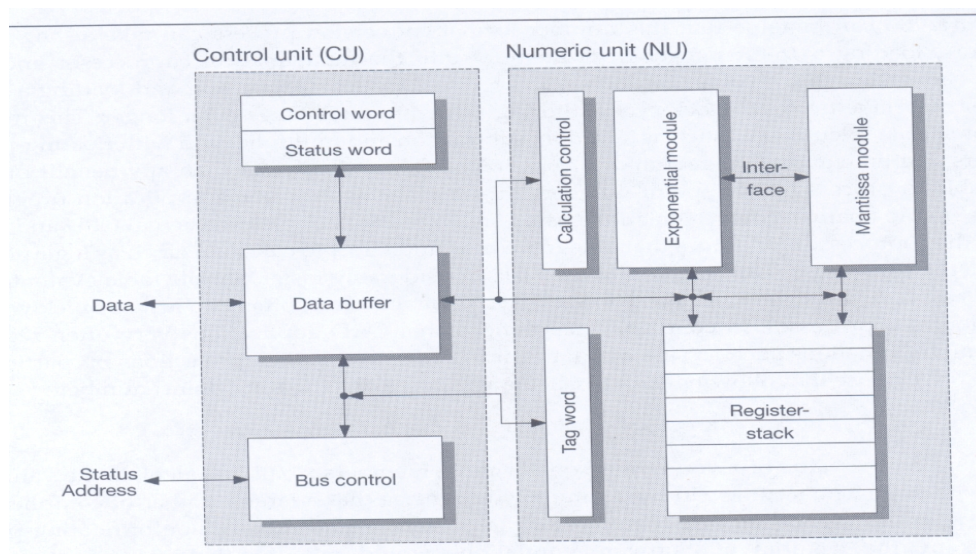 Control unit (CU)
Numeric unit (NU)
Control word
Status word
Calculation control
Exponential module
Inter-
face
Mantissa module
Data
Data buffer
Tag word
Register-
stack
Status
Address
Bus control